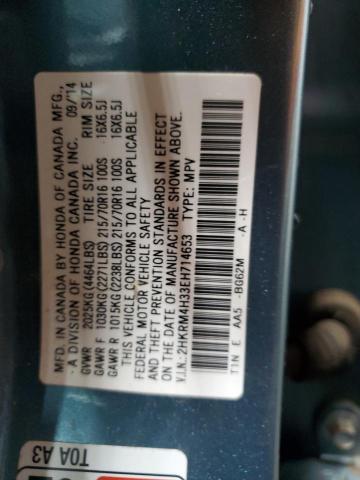 MFD. IN CANADA BY HONDA OF CANADA MFG.,
- A DIVISION OF HONDA CANADA INC. 09/'14
GVWR 2025KG (4464LBS) TIRE SIZE RIM SIZE
GAWR F 1030KG (2271LBS) 215/70R16 100S 16X6.5J
GAWR R 1015KG (2238LBS) 215/70R16 100S 16X6.5J
THIS VEHICLE CONFORMS TO ALL APPLICABLE
FEDERAL MOTOR VEHICLE SAFETY
AND THEFT PREVENTION STANDARDS IN EFFECT
ON THE DATE OF MANUFACTURE SHOWN ABOVE.
V.I.N.: 2HKRM4H33EH714653 TYPE: MPV
TIN E AA5 -BG62M -A -H
T0A A3